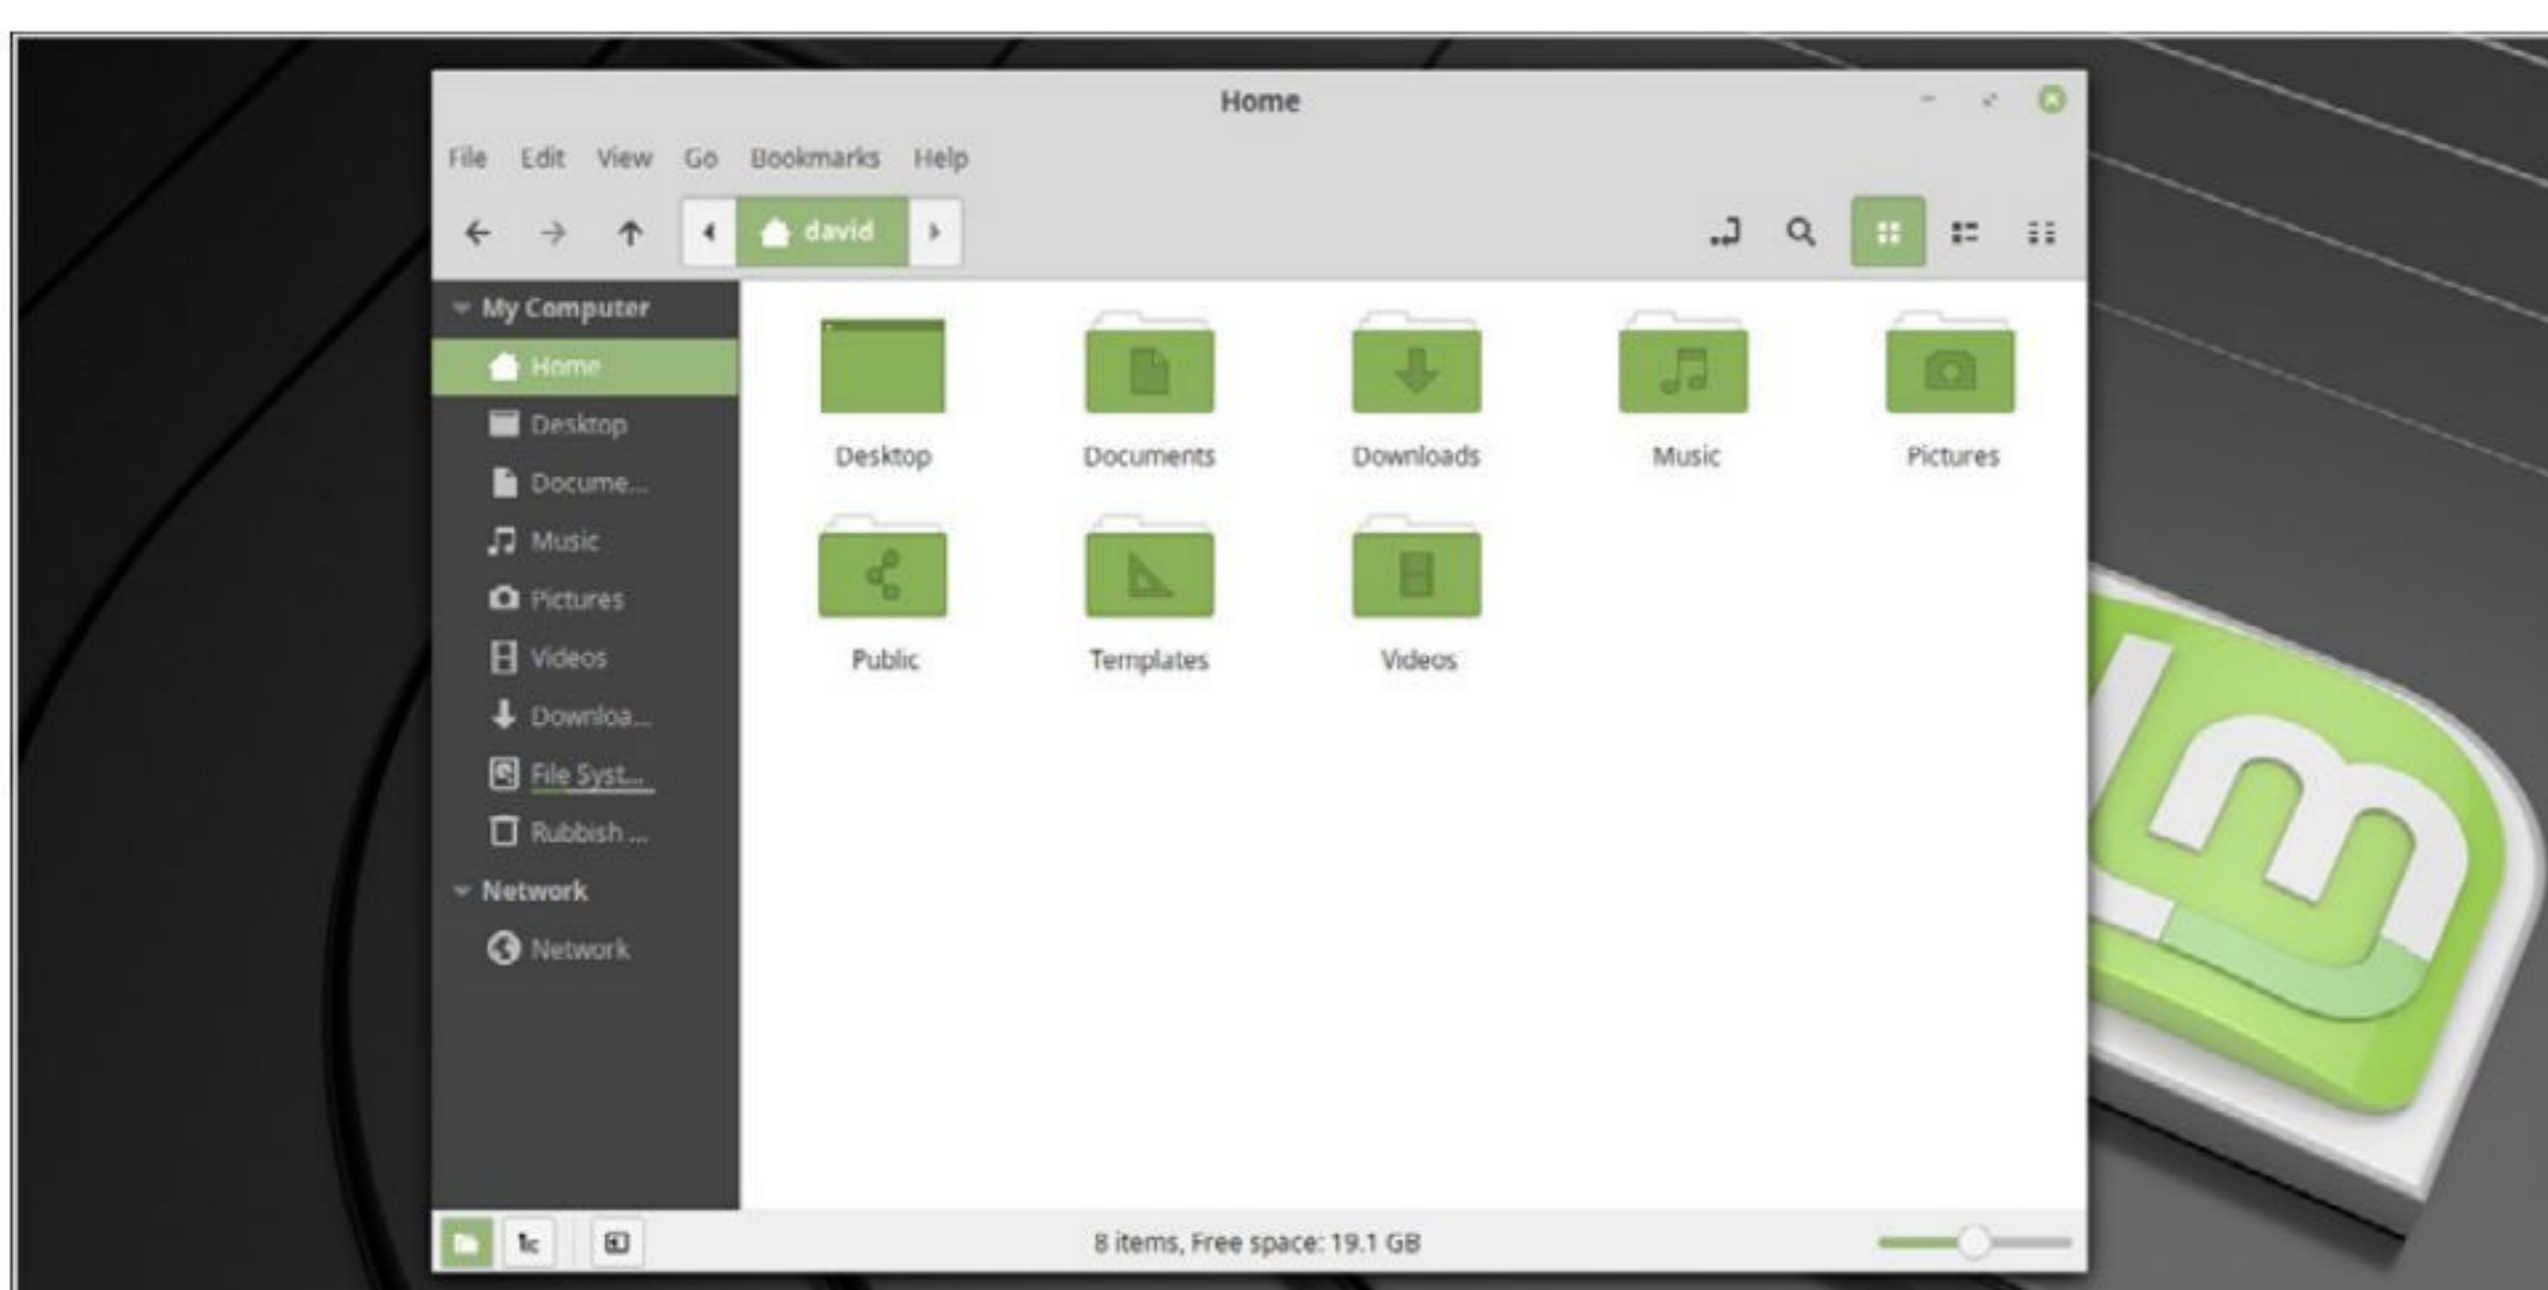 Home
File Edit View Go Bookmarks Help
david
My Computer
Home
Desktop
Docume...
Music
Pictures
Videos
Downloa...
File Syst...
Rubbish ...
Network
Network
Desktop Documents Downloads Music Pictures
Public Templates Videos
8 items, Free space: 19.1 GB